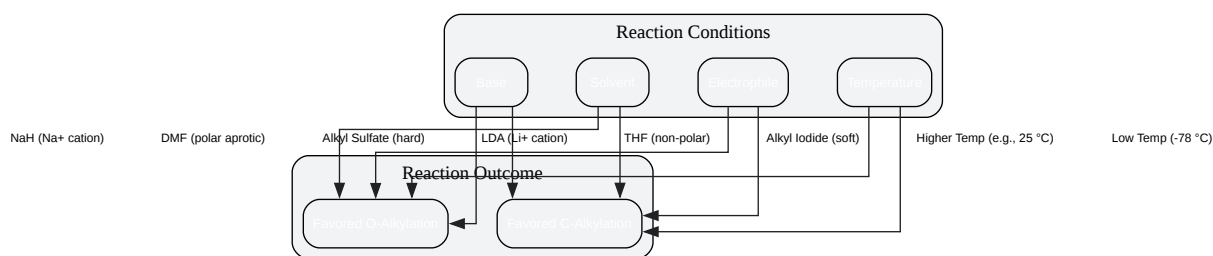 Reaction Conditions
Base
Solvent
Electrophile
Temperature
NaH (Na+ cation)
DMF (polar aprotic)
Alkyl Sulfate (hard)
LDA (Li+ cation)
THF (non-polar)
Alkyl Iodide (soft)
Higher Temp (e.g., 25 °C)
Low Temp (-78 °C)
Reaction Outcome
Favored O-Alkylation
Favored C-Alkylation